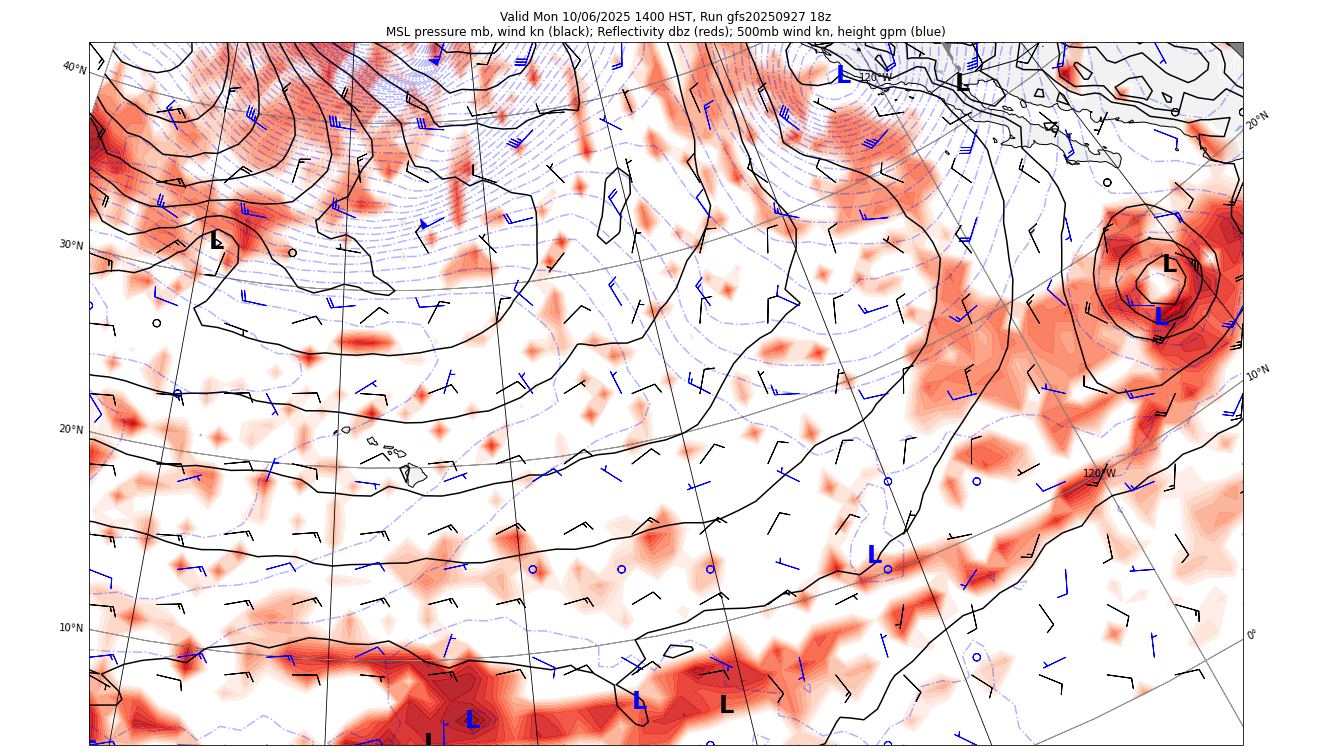 Valid Mon 10/06/2025 1400 HST, Run gfs20250927 18z
MSL pressure mb, wind kn (black); Reflectivity dbz (reds); 500mb wind kn, height gpm (blue)
40°N
L
120°W
L
20°N
30°N
L
L
L
10°N
20°N
120°W
L
10°N
0°
L
L
L
L